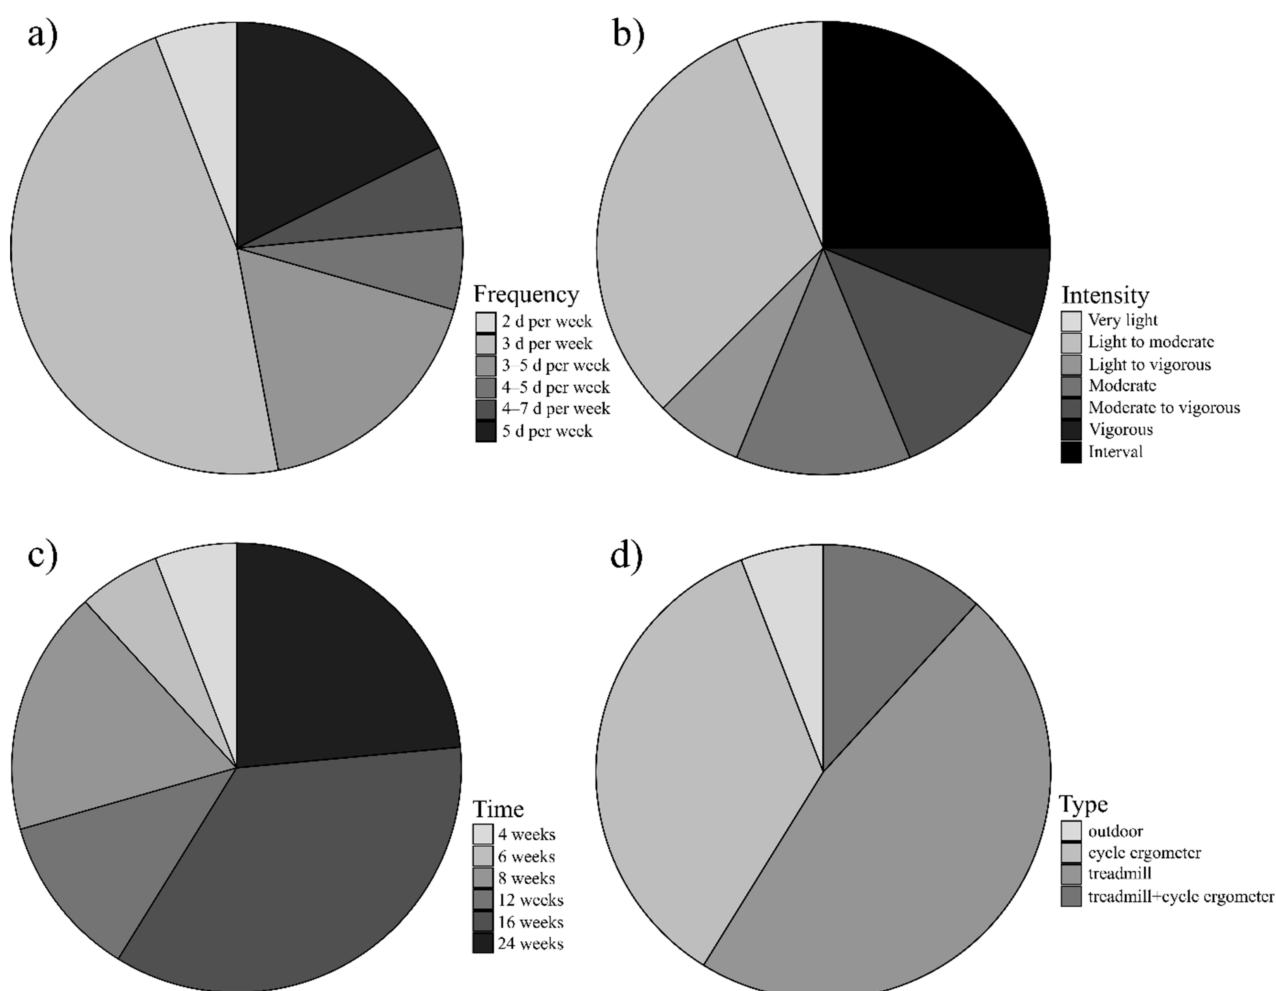 a)
Frequency
2 d per week
3 d per week
3–5 d per week
4–5 d per week
4–7 d per week
5 d per week
b)
Intensity
Very light
Light to moderate
Light to vigorous
Moderate
Moderate to vigorous
Vigorous
Interval
c)
Time
4 weeks
6 weeks
8 weeks
12 weeks
16 weeks
24 weeks
d)
Type
outdoor
cycle ergometer
treadmill
treadmill+cycle ergometer